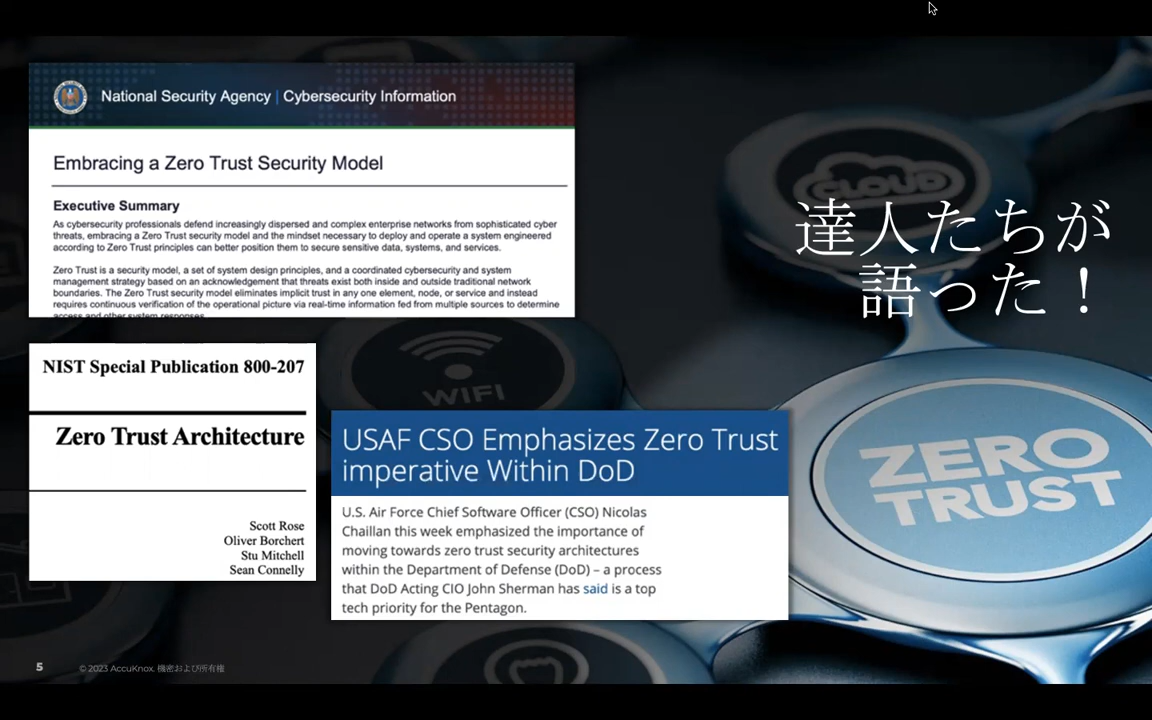 National Security Agency | Cybersecurity Information
Embracing a Zero Trust Security Model
Executive Summary
As cybersecurity professionals defend increasingly dispersed and complex enterprise networks from sophisticated cyber
threats, embracing a Zero Trust security model and the mindset necessary to deploy and operate a system engineered
according to Zero Trust principles can better position them to secure sensitive data, systems, and services.
Zero Trust is a security model, a set of system design principles, and a coordinated cybersecurity and system
management strategy based on an acknowledgement that threats exist both inside and outside traditional network
boundaries. The Zero Trust security model eliminates implicit trust in any one element, node, or service and instead
requires continuous verification of the operational picture via real-time information fed from multiple sources to determine
access and other system responses.
CLOUD
達人たちが
語った！
NIST Special Publication 800-207
Zero Trust Architecture
Scott Rose
Oliver Borchert
Stu Mitchell
Sean Connelly
WIFI
USAF CSO Emphasizes Zero Trust
imperative Within DoD
U.S. Air Force Chief Software Officer (CSO) Nicolas
Chaillan this week emphasized the importance of
moving towards zero trust security architectures
within the Department of Defense (DoD) – a process
that DoD Acting CIO John Sherman has said is a top
tech priority for the Pentagon.
ZERO
TRUST
5
© 2023 AccuKnox. 機密および所有権